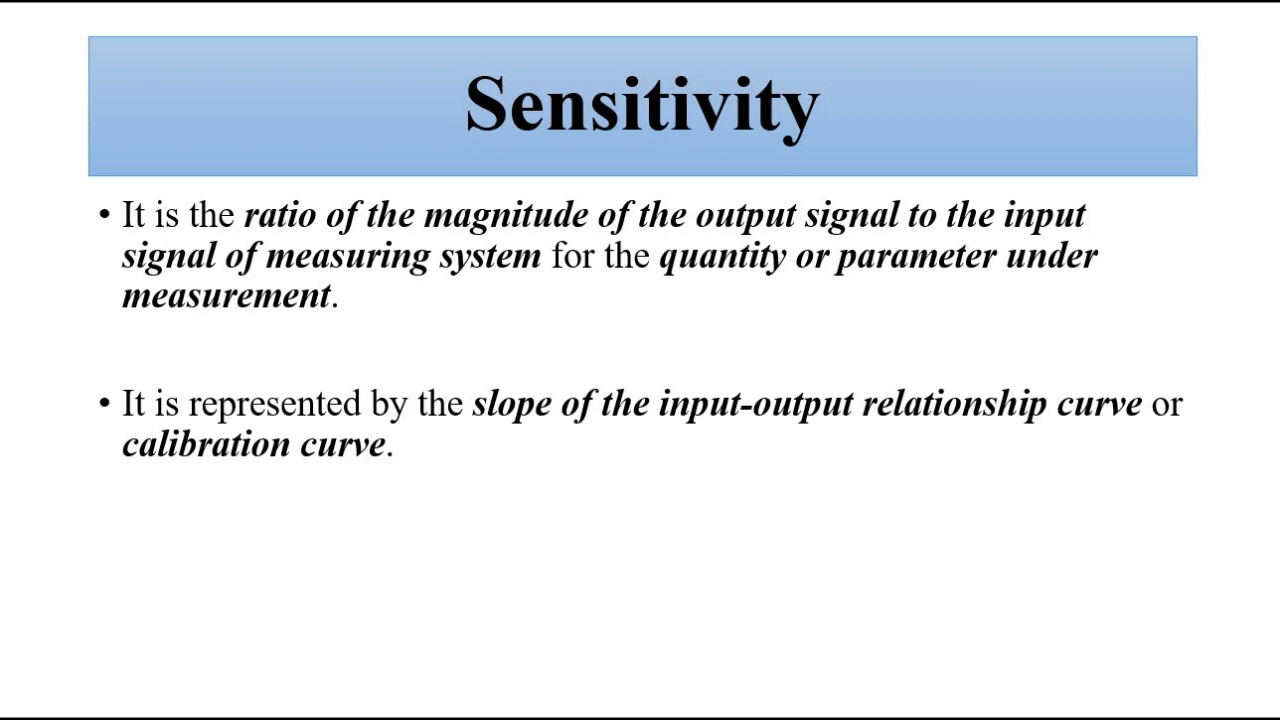 Sensitivity
• It is the ratio of the magnitude of the output signal to the input
signal of measuring system for the quantity or parameter under
measurement.
• It is represented by the slope of the input-output relationship curve or
calibration curve.